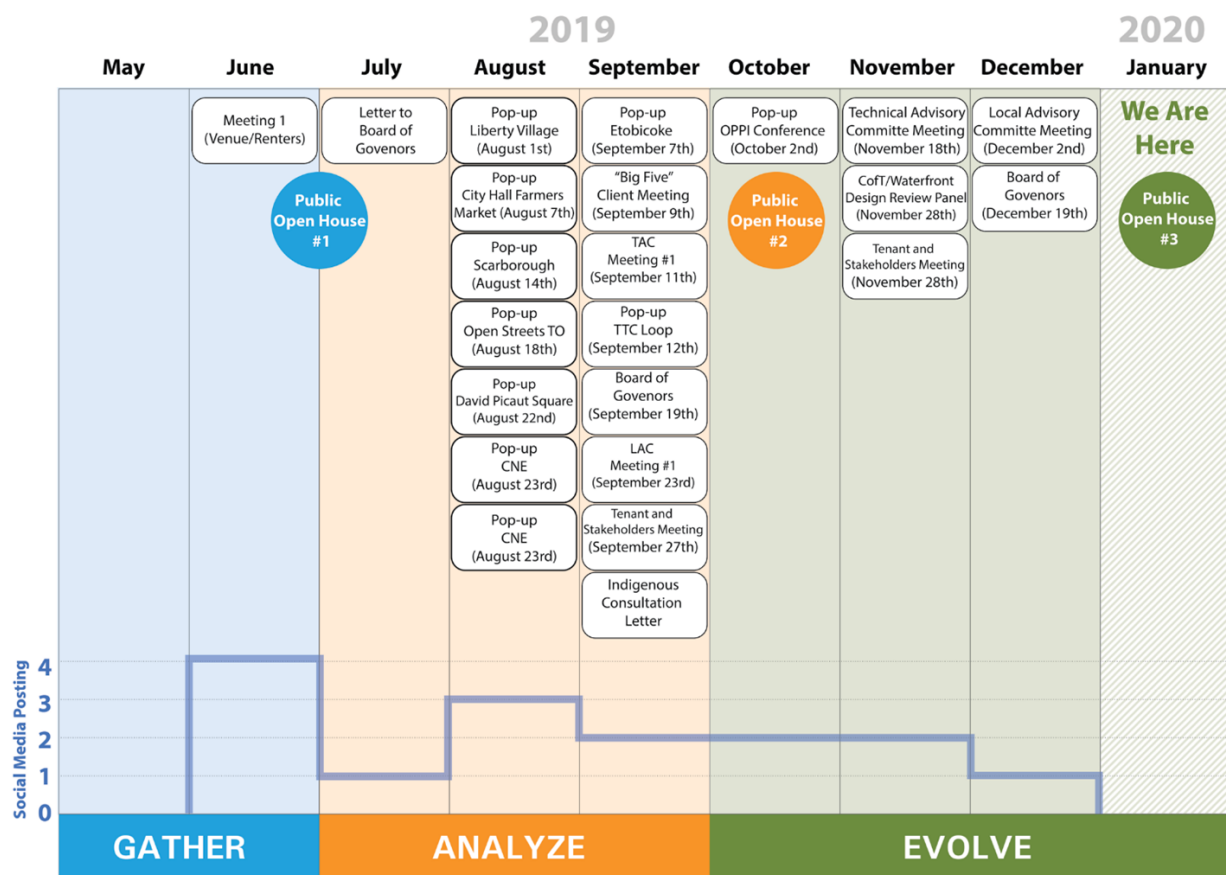 2019
2020
May
June
July
August
September
October
November
December
January
Meeting 1
(Venue/Renters)
Public
Open House
#1
Letter to
Board of
Govenors
Pop-up
Liberty Village
(August 1st)
Pop-up
City Hall Farmers
Market (August 7th)
Pop-up
Scarborough
(August 14th)
Pop-up
Open Streets TO
(August 18th)
Pop-up
David Picaut Square
(August 22nd)
Pop-up
CNE
(August 23rd)
Pop-up
CNE
(August 23rd)
Pop-up
Etobicoke
(September 7th)
“Big Five”
Client Meeting
(September 9th)
TAC
Meeting #1
(September 11th)
Pop-up
TTC Loop
(September 12th)
Board of
Govenors
(September 19th)
LAC
Meeting #1
(September 23rd)
Tenant and
Stakeholders Meeting
(September 27th)
Indigenous
Consultation
Letter
Pop-up
OPPI Conference
(October 2nd)
Public
Open House
#2
Technical Advisory
Committe Meeting
(November 18th)
CofT/Waterfront
Design Review Panel
(November 28th)
Tenant and
Stakeholders Meeting
(November 28th)
Local Advisory
Committe Meeting
(December 2nd)
Board of
Govenors
(December 19th)
We Are
Here
Public
Open House
#3
Social Media Posting
4
3
2
1
0
GATHER
ANALYZE
EVOLVE